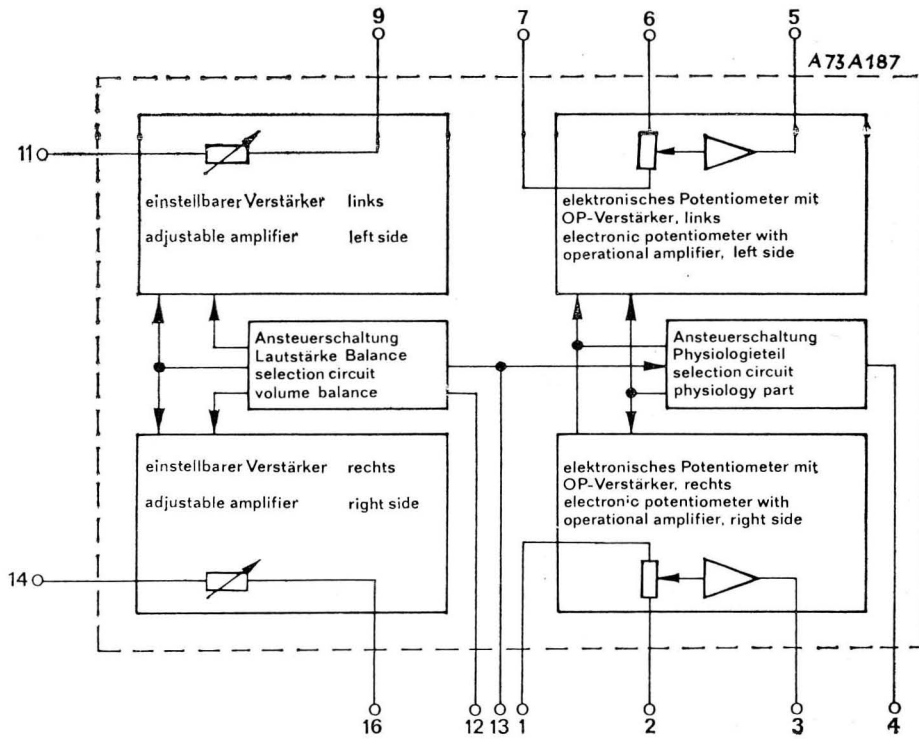 9
7
6
5
A73A187
11
einstellbarer Verstärker links
adjustable amplifier left side
elektronisches Potentiometer mit
OP-Verstärker, links
electronic potentiometer with
operational amplifier, left side
Ansteuerschaltung
Lautstärke Balance
selection circuit
volume balance
Ansteuerschaltung
Physiologieteil
selection circuit
physiology part
einstellbarer Verstärker rechts
adjustable amplifier right side
elektronisches Potentiometer mit
OP-Verstärker, rechts
electronic potentiometer with
operational amplifier, right side
14
16
12
13
1
2
3
4